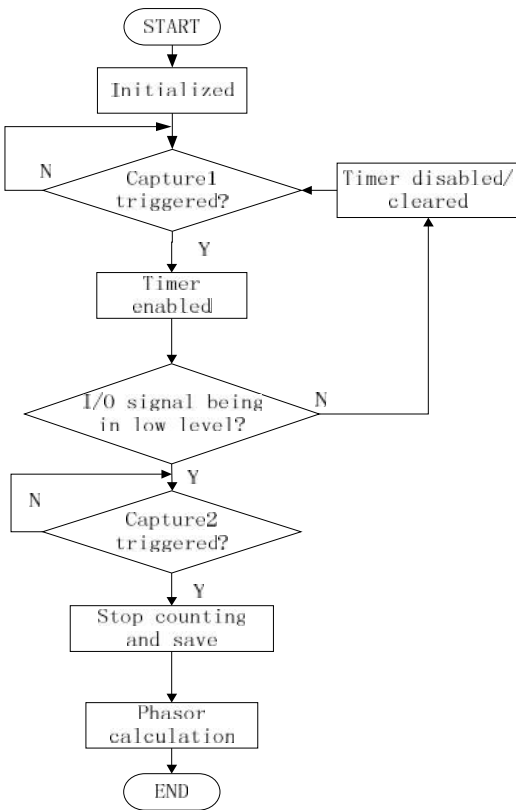 START
Initialized
N
Capture1
triggered?
Timer disabled/
cleared
Y
Timer
enabled
I/O signal being
in low level?
N
Y
N
Capture2
triggered?
Y
Stop counting
and save
Phasor
calculation
END